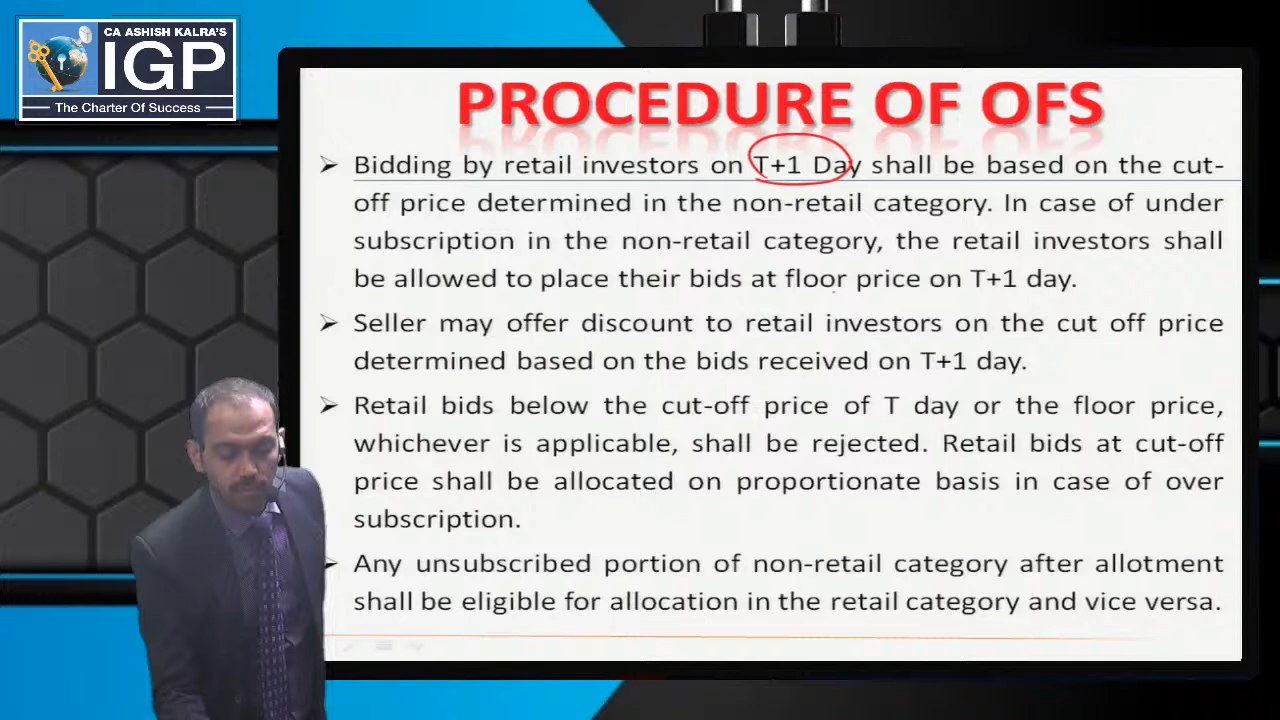 CA ASHISH KALRA'S
IGP
The Charter Of Success
PROCEDURE OF OFS
➢ Bidding by retail investors on T+1 Day shall be based on the cut-
off price determined in the non-retail category. In case of under
subscription in the non-retail category, the retail investors shall
be allowed to place their bids at floor price on T+1 day.
➢ Seller may offer discount to retail investors on the cut off price
determined based on the bids received on T+1 day.
➢ Retail bids below the cut-off price of T day or the floor price,
whichever is applicable, shall be rejected. Retail bids at cut-off
price shall be allocated on proportionate basis in case of over
subscription.
➢ Any unsubscribed portion of non-retail category after allotment
shall be eligible for allocation in the retail category and vice versa.